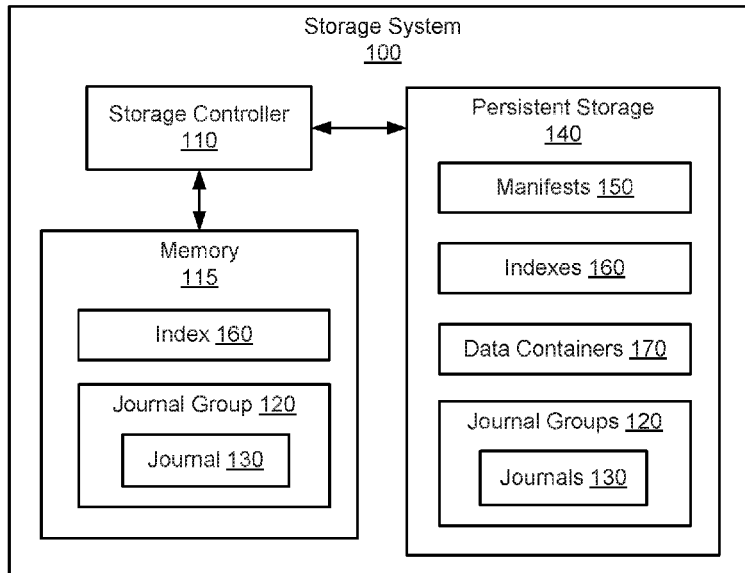 Storage System
100
Storage Controller
110
Memory
115
Index 160
Journal Group 120
Journal 130
Persistent Storage
140
Manifests 150
Indexes 160
Data Containers 170
Journal Groups 120
Journals 130